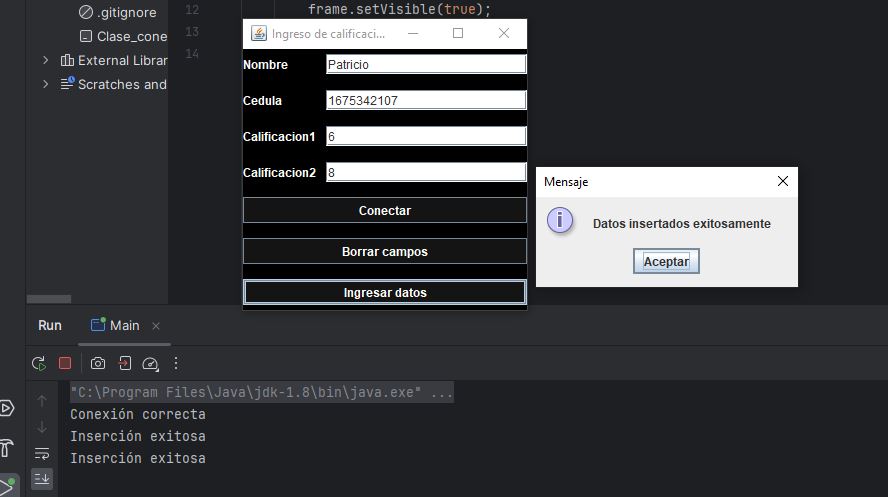 .gitignore
Clase_cone
External Librar
Scratches and
12
13
14
frame.setVisible(true);
Ingreso de calificaci...
Nombre
Patricio
Cedula
1675342107
Calificacion1
6
Calificacion2
8
Conectar
Borrar campos
Ingresar datos
Mensaje
Datos insertados exitosamente
Aceptar
Run
Main
"C:\Program Files\Java\jdk-1.8\bin\java.exe" ...
Conexión correcta
Inserción exitosa
Inserción exitosa